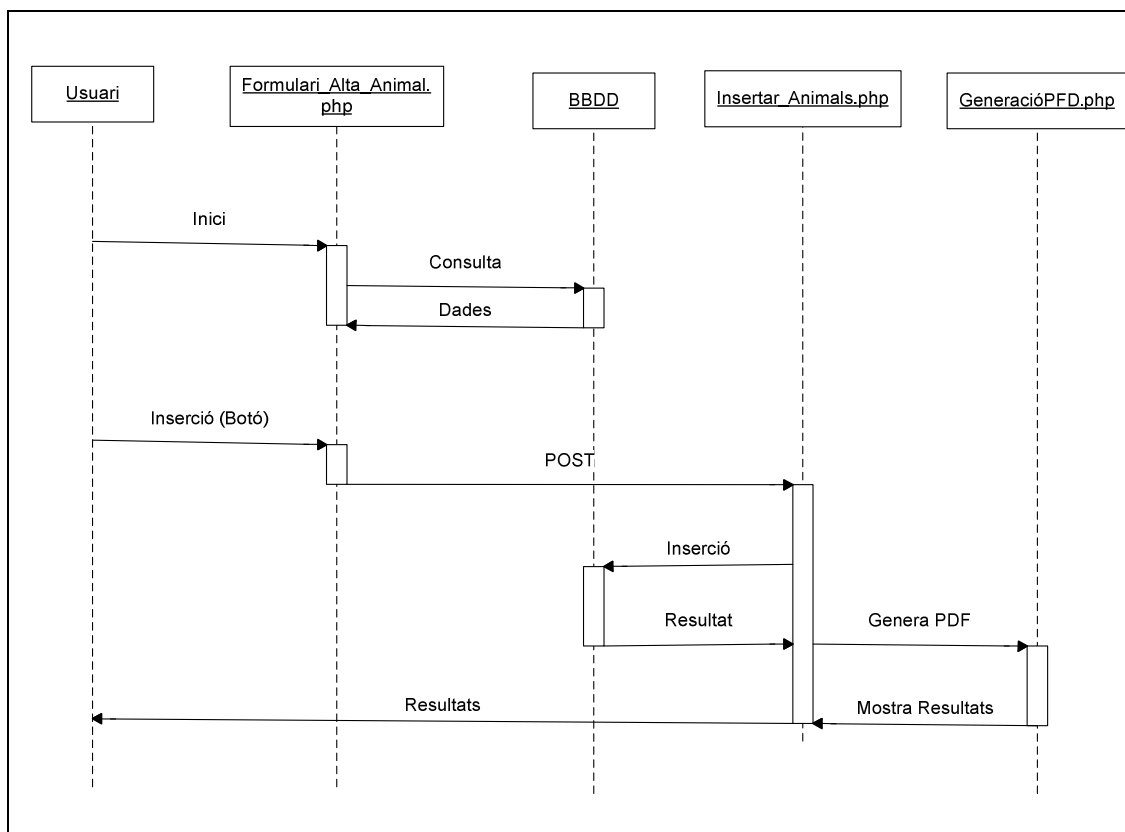 Usuari
Formulari_Alta_Animal.
php
BBDD
Insertar_Animals.php
GeneracióPFD.php
Inici
Consulta
Dades
Inserció (Botó)
POST
Inserció
Resultat
Genera PDF
Resultats
Mostra Resultats